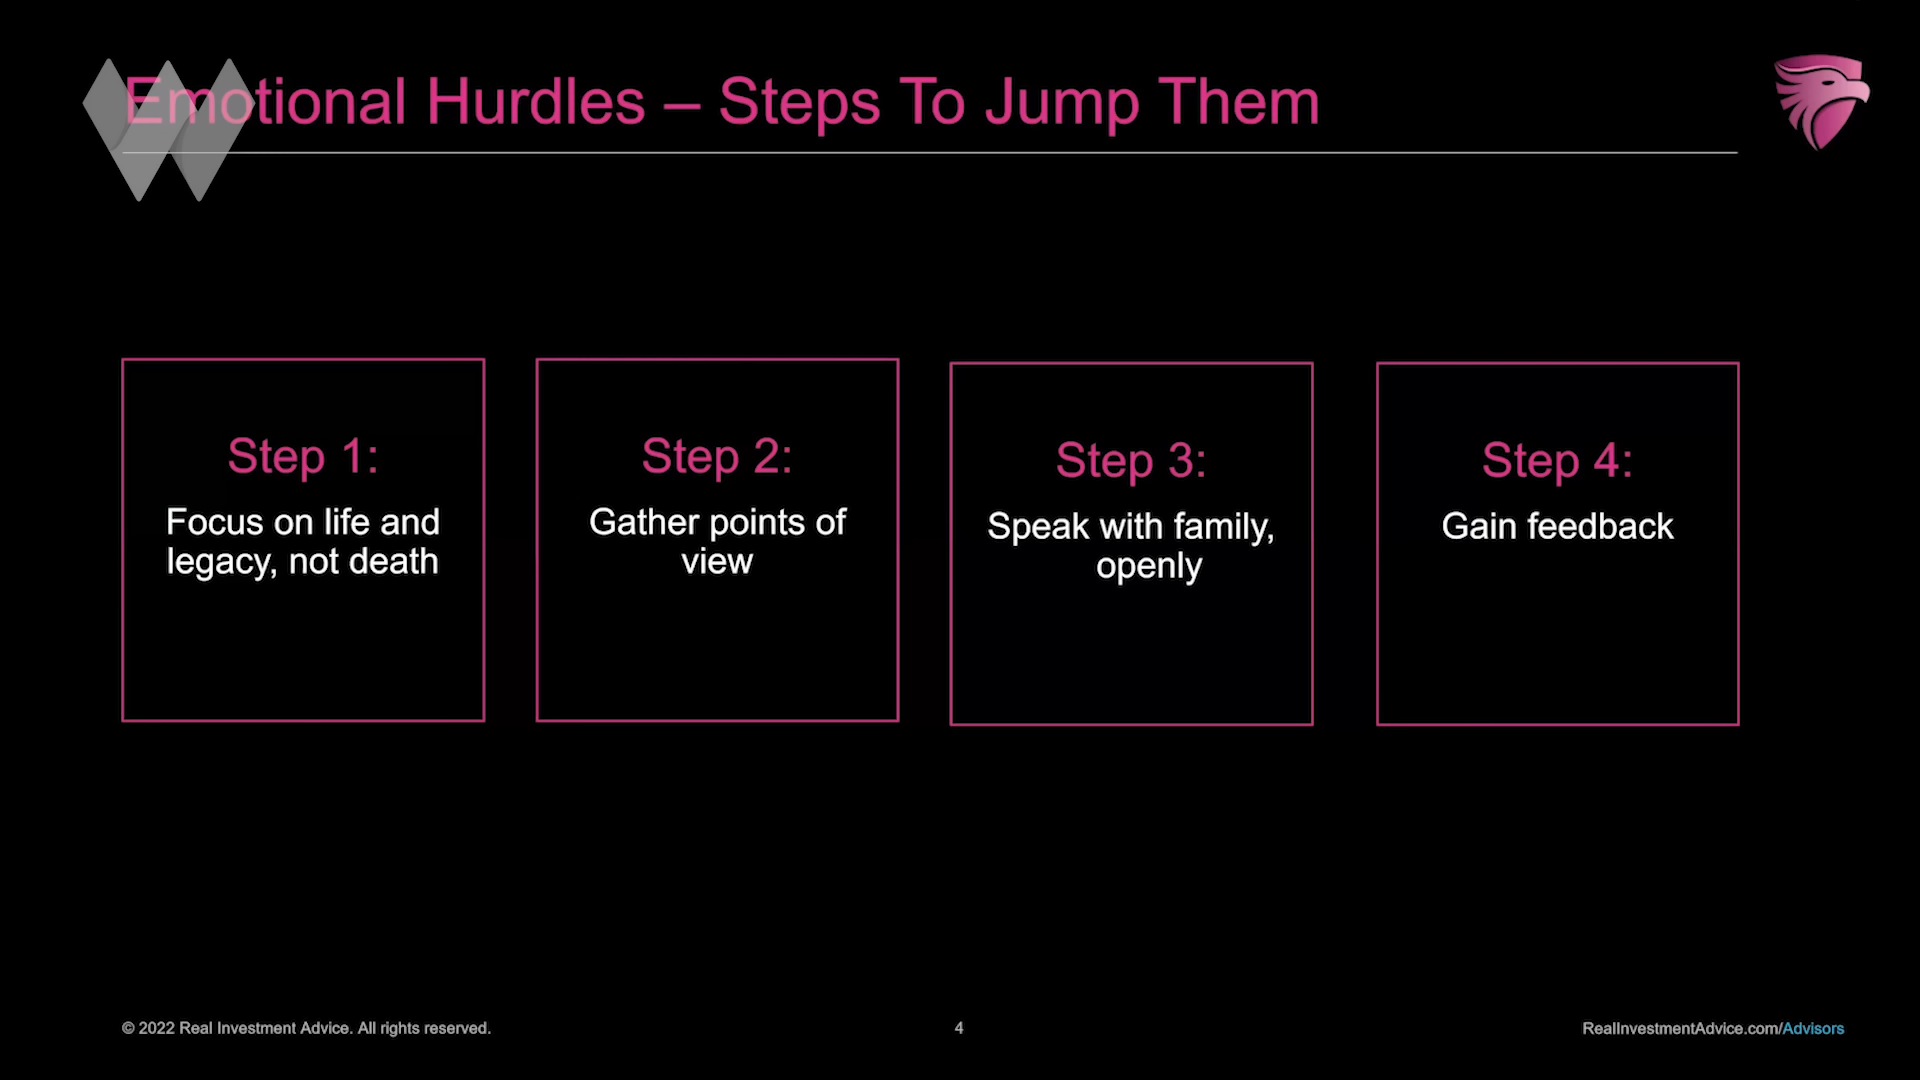 Emotional Hurdles – Steps To Jump Them
Step 1:
Focus on life and
legacy, not death
Step 2:
Gather points of
view
Step 3:
Speak with family,
openly
Step 4:
Gain feedback
© 2022 Real Investment Advice. All rights reserved.
4
RealInvestmentAdvice.com/Advisors